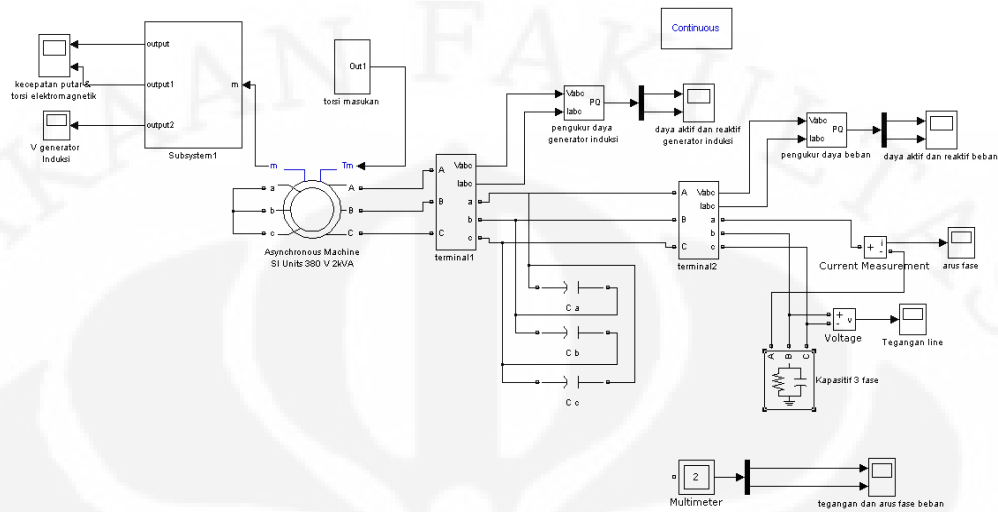 Continuous
output
output1
output2
m
Subsystem1
kecepatan putar &
torsi elektromagnetik
V generator
Induksi
Out1
torsi masukan
Vabc
Iabc
PQ
pengukur daya
generator induksi
daya aktif dan reaktif
generator induksi
Vabc
Iabc
PQ
pengukur daya beban
daya aktif dan reaktif beban
m
Tm
a
b
c
A
B
C
Asynchronous Machine
SI Units 380 V 2kVA
A
B
C
Vabc
Iabc
a
b
c
terminal1
A
B
C
Vabc
Iabc
a
b
c
terminal2
+
i
-
Current Measurement
arus fase
C a
C b
C c
+
-
v
Voltage
Tegangan line
A
B
C
Kapasitif 3 fase
2
Multimeter
tegangan dan arus fase beban
KAAN FAKULTAS